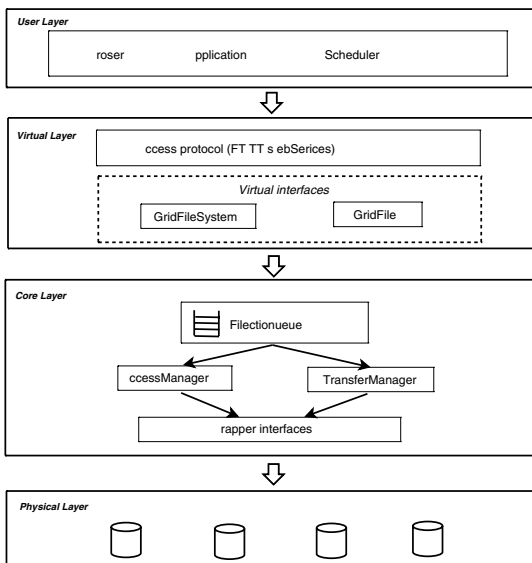 User Layer
roser pplication Scheduler
Virtual Layer
ccess protocol (FT TT s ebSerices)
Virtual interfaces
GridFileSystem GridFile
Core Layer
Filectionueue
ccessManager TransferManager
rapper interfaces
Physical Layer